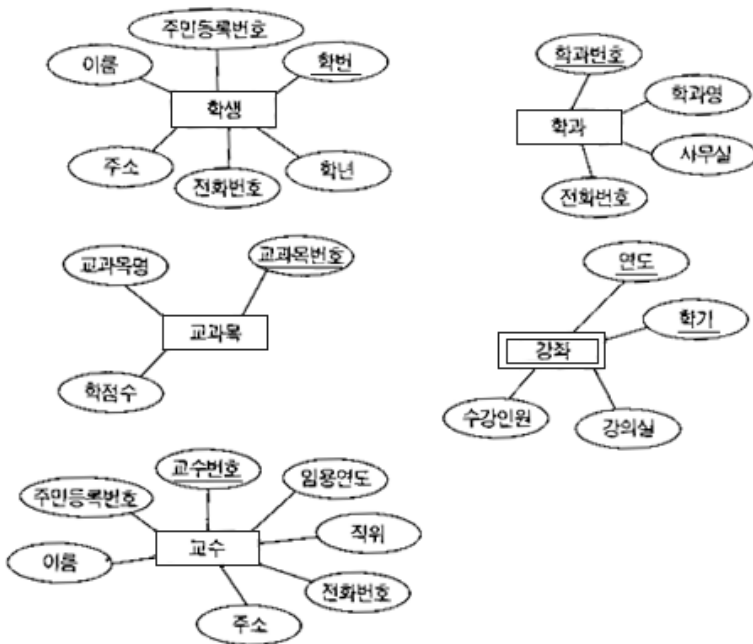 주민등록번호
이름
학번
학생
주소
전화번호
학년
학과번호
학과명
학과
사무실
전화번호
교과목명
교과목번호
교과목
학점수
연도
학기
강좌
수강인원
강의실
교수번호
임용연도
주민등록번호
직위
교수
이름
전화번호
주소